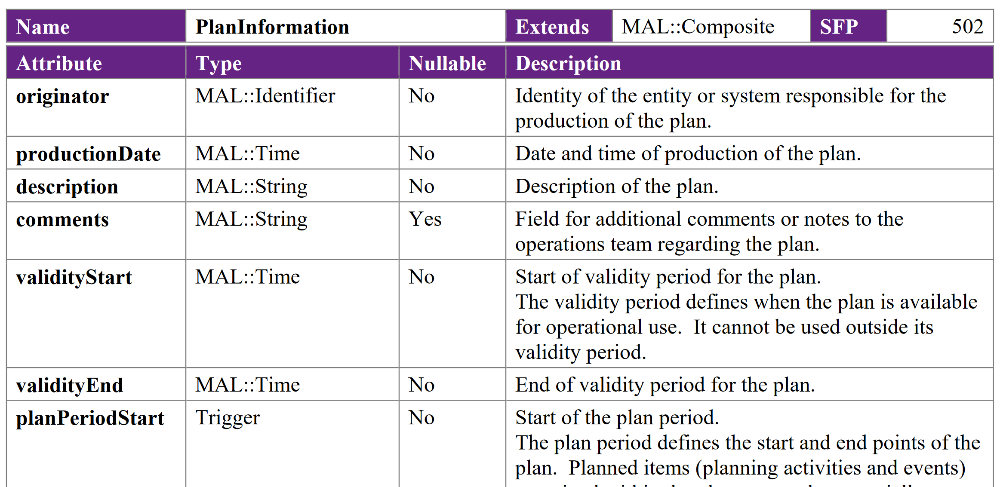 Name PlanInformation Extends MAL::Composite SFP 502
Attribute Type Nullable Description
originator MAL::Identifier No Identity of the entity or system responsible for the
production of the plan.
productionDate MAL::Time No Date and time of production of the plan.
description MAL::String No Description of the plan.
comments MAL::String Yes Field for additional comments or notes to the
operations team regarding the plan.
validityStart MAL::Time No Start of validity period for the plan.
The validity period defines when the plan is available
for operational use.  It cannot be used outside its
validity period.
validityEnd MAL::Time No End of validity period for the plan.
planPeriodStart Trigger No Start of the plan period.
The plan period defines the start and end points of the
plan.  Planned items (planning activities and events)